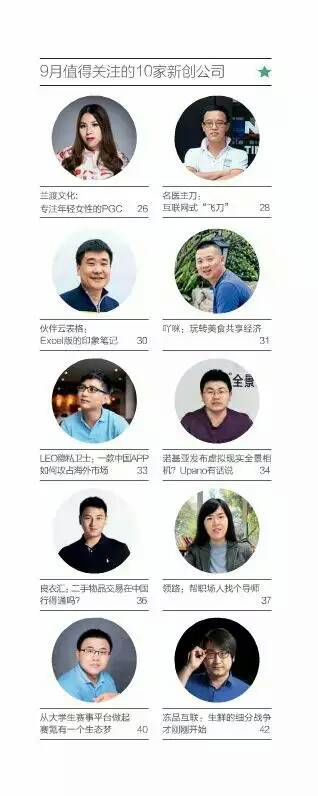 9月值得关注的10家新创公司
兰渡文化:
专注年轻女性的PGC 26
名医主刀:
互联网式“飞刀” 28
伙伴云表格:
Excel版的印象笔记 30
吖咪:玩转美食共享经济
31
LEO隐私卫士:一款中国APP
如何攻占海外市场 33
诺基亚发布虚拟现实全景相
机?Upano有话说 34
良衣汇:二手物品交易在中国
行得通吗? 36
领路:帮职场人找个导师
37
从大学生赛事平台做起
赛氪有一个生态梦 40
冻品互联:生鲜的细分战争
才刚刚开始 42
全景